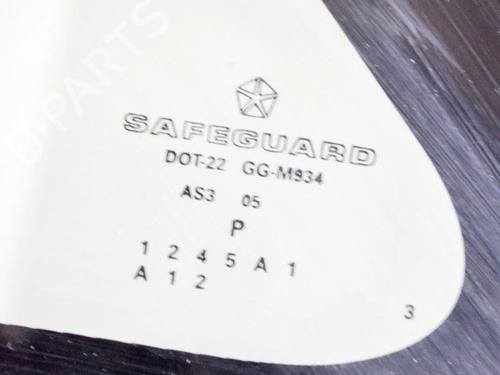 SAFEGUARD
DOT-22 GG-M934
AS3 05
P
1 2 4 5 A 1
A 1 2
3